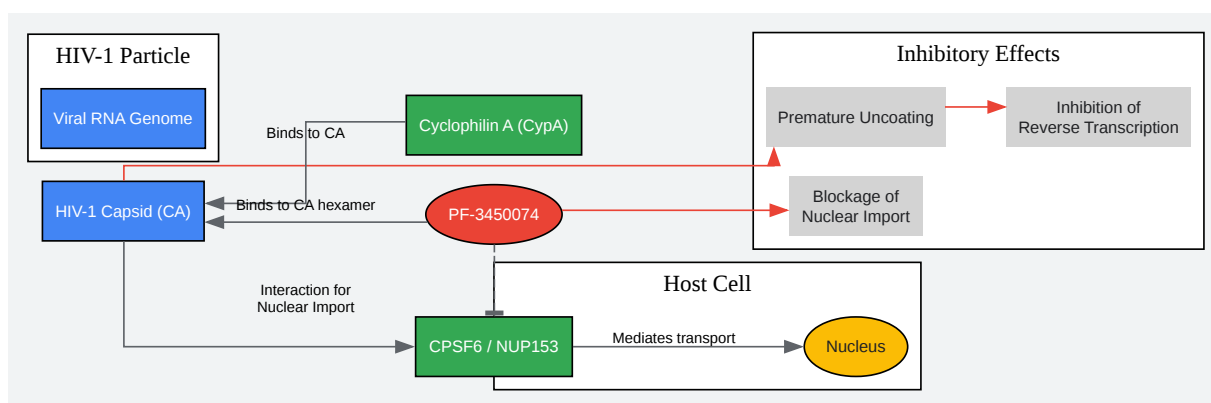 HIV-1 Particle
Viral RNA Genome
Inhibitory Effects
Premature Uncoating
Inhibition of
Reverse Transcription
Cyclophilin A (CypA)
Binds to CA
Blockage of
Nuclear Import
HIV-1 Capsid (CA)
Binds to CA hexamer
PF-3450074
Host Cell
Interaction for
Nuclear Import
CPSF6 / NUP153
Mediates transport
Nucleus